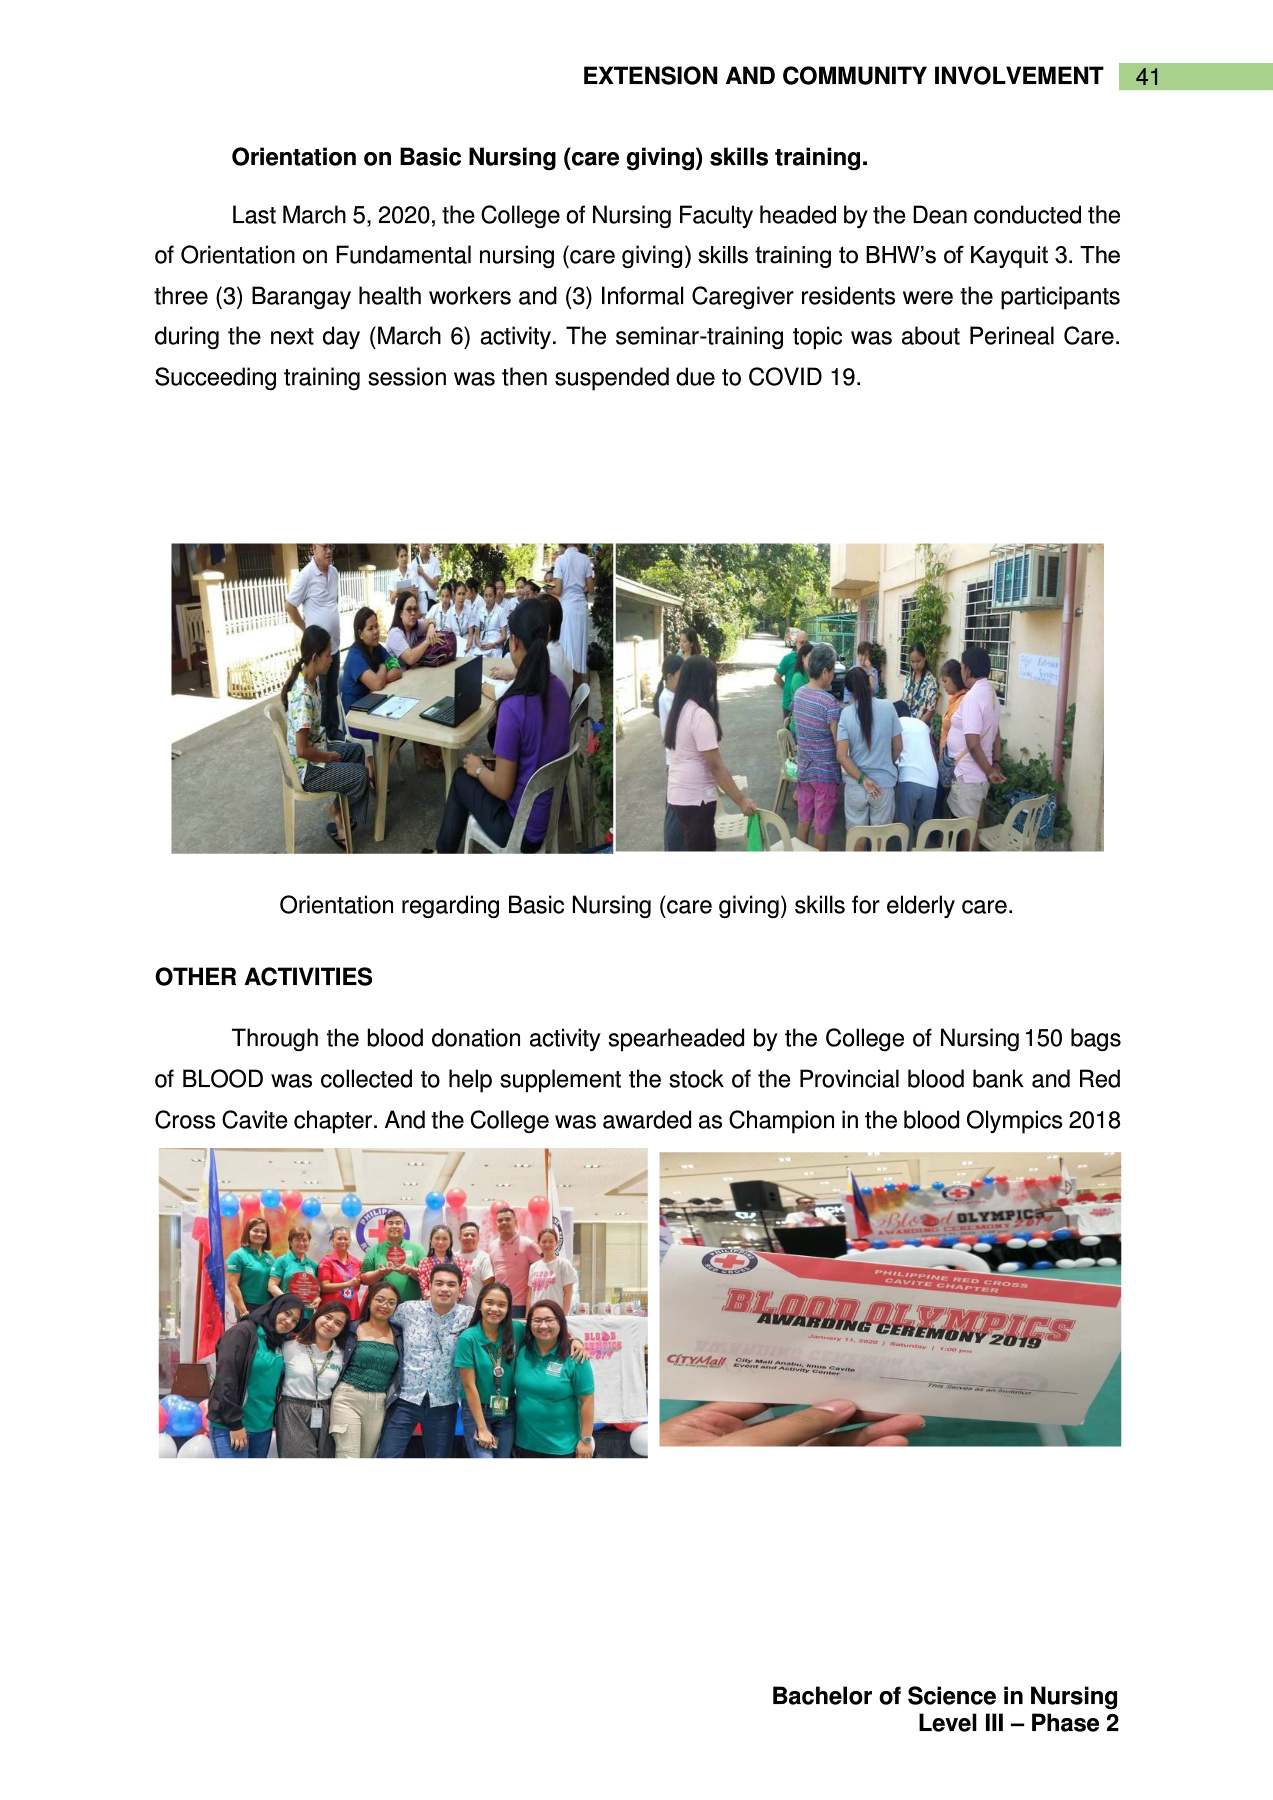 EXTENSION AND COMMUNITY INVOLVEMENT 41
Orientation on Basic Nursing (care giving) skills training.
Last March 5, 2020, the College of Nursing Faculty headed by the Dean conducted the
of Orientation on Fundamental nursing (care giving) skills training to BHW’s of Kayquit 3. The
three (3) Barangay health workers and (3) Informal Caregiver residents were the participants
during the next day (March 6) activity. The seminar-training topic was about Perineal Care.
Succeeding training session was then suspended due to COVID 19.
Orientation regarding Basic Nursing (care giving) skills for elderly care.
OTHER ACTIVITIES
Through the blood donation activity spearheaded by the College of Nursing 150 bags
of BLOOD was collected to help supplement the stock of the Provincial blood bank and Red
Cross Cavite chapter. And the College was awarded as Champion in the blood Olympics 2018
BLOOD
2019
Blood OLYMPICS
AWARDING CEREMONY 2019
PHILIPPINE RED CROSS
CAVITE CHAPTER
BLOOD OLYMPICS
AWARDING CEREMONY 2019
January 11, 2020 | Saturday | 1:00 pm
CITYMall
City Mall Anabu, Imus Cavite
Event and Activity Center
This Serves as an Invitation
Bachelor of Science in Nursing
Level III – Phase 2